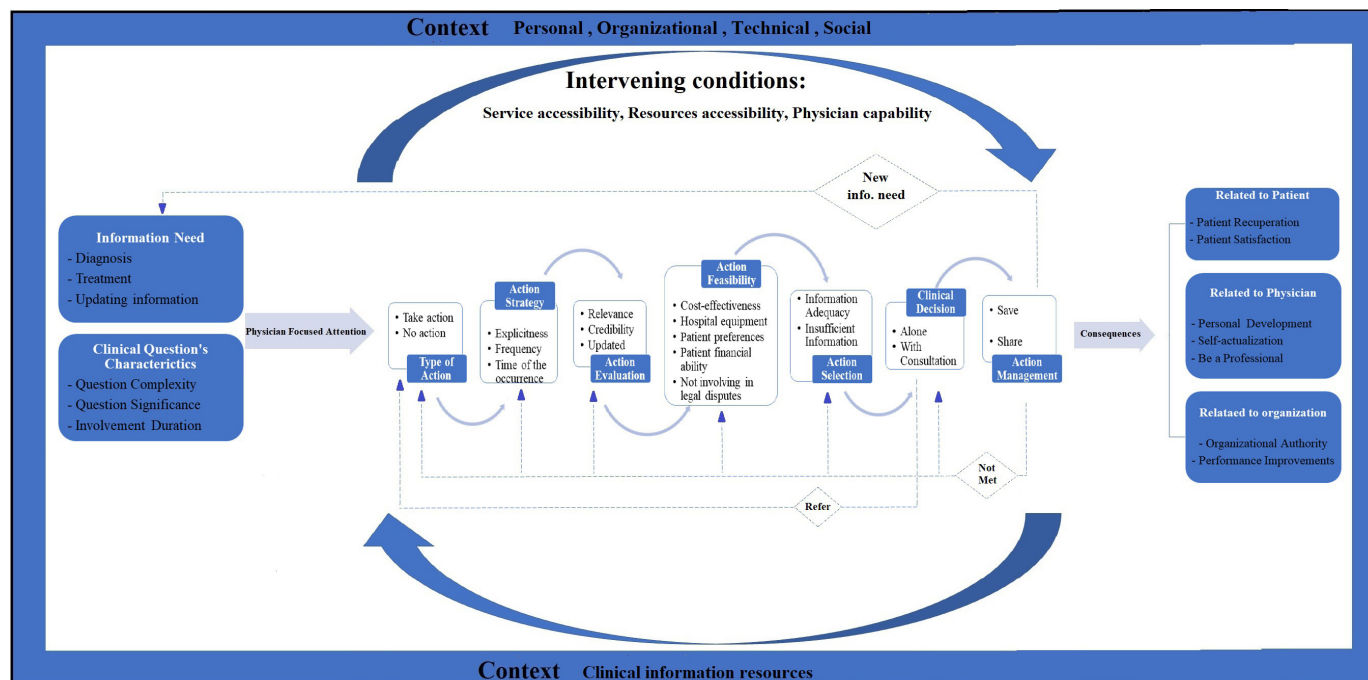 Context Personal , Organizational , Technical , Social
Intervening conditions:
Service accessibility, Resources accessibility, Physician capability
New
info. need
Information Need
- Diagnosis
- Treatment
- Updating information
Clinical Question's
Characterictics
- Question Complexity
- Question Significance
- Involvement Duration
Physician Focused Attention
• Take action
• No action
Type of
Action
Action
Strategy
• Explicitness
• Frequency
• Time of the
occurrence
• Relevance
• Credibility
• Updated
Action
Evaluation
Action
Feasibility
• Cost-effectiveness
• Hospital equipment
• Patient preferences
• Patient financial
ability
• Not involving in
legal disputes
• Information
Adequacy
• Insufficient
Information
Action
Selection
Clinical
Decision
• Alone
• With
Consultation
• Save
• Share
Action
Management
Not
Met
Refer
Consequences
Related to Patient
- Patient Recuperation
- Patient Satisfaction
Related to Physician
- Personal Development
- Self-actualization
- Be a Professional
Relataed to organization
- Organizational Authority
- Performance Improvements
Context Clinical information resources